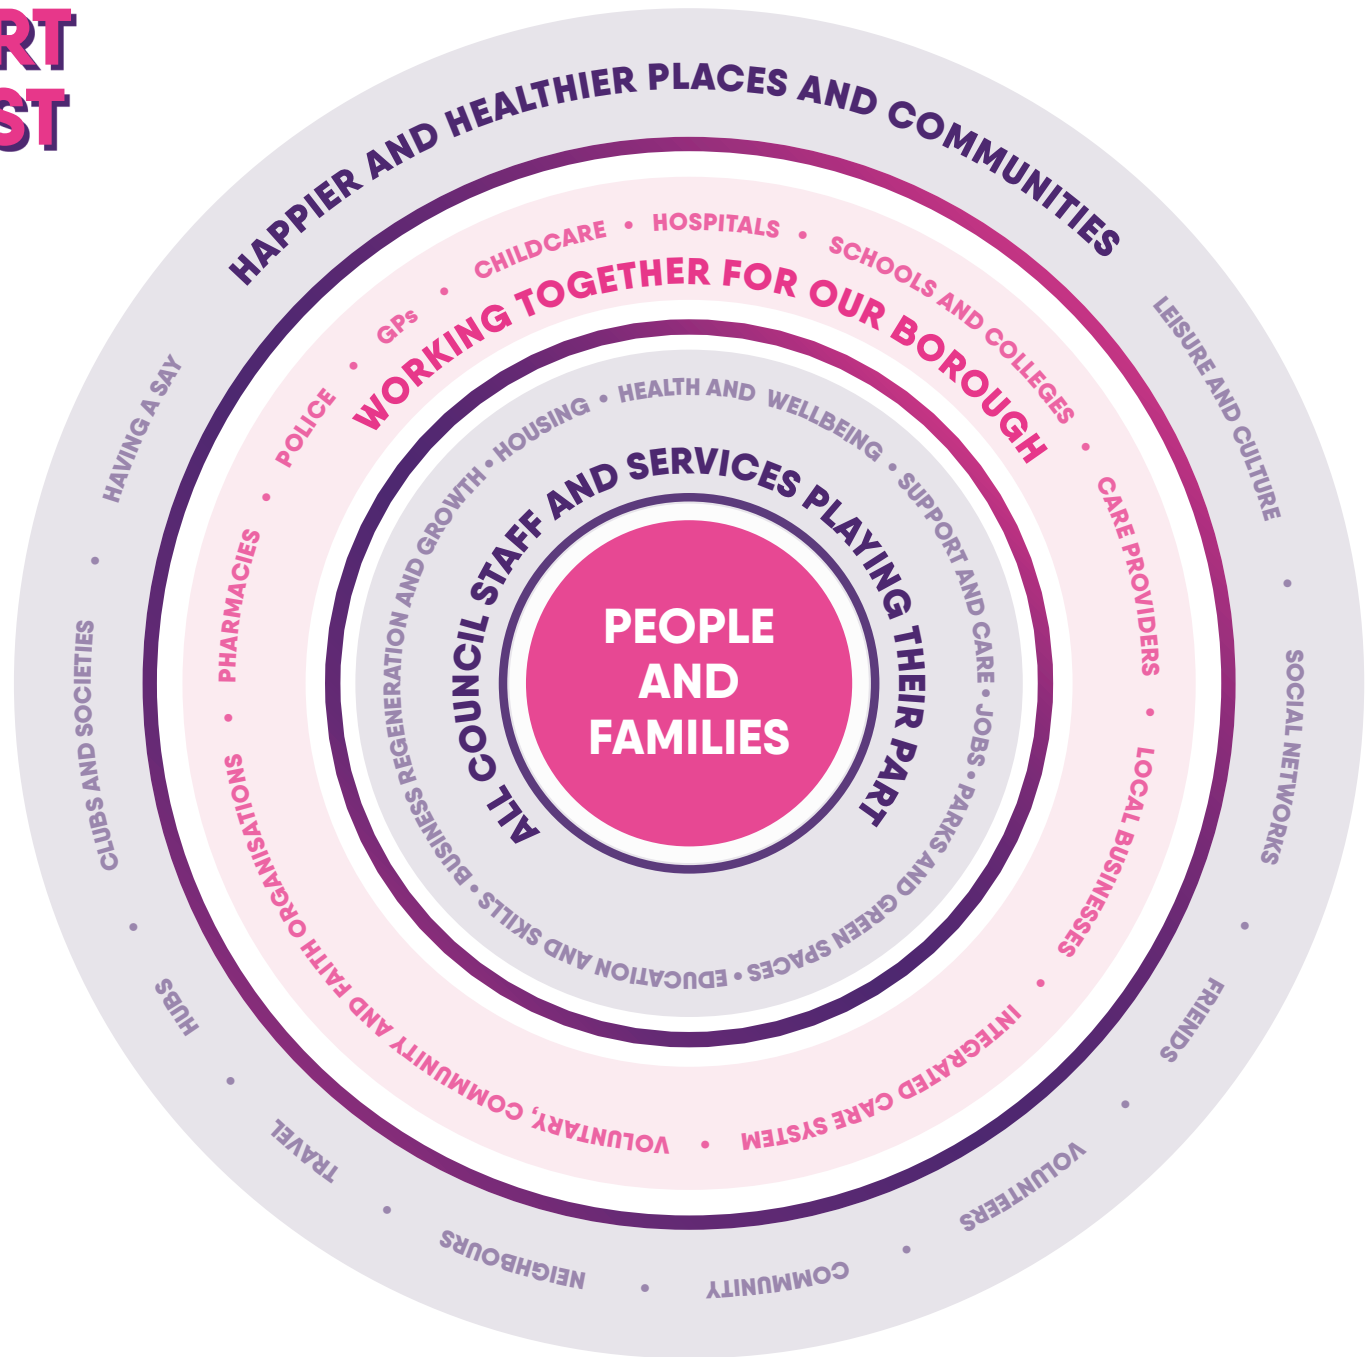 RT
ST
HAPPIER AND HEALTHIER PLACES AND COMMUNITIES
LEISURE AND CULTURE
•
SOCIAL NETWORKS
•
FRIENDS
•
VOLUNTEERS
•
COMMUNITY
•
NEIGHBOURS
•
TRAVEL
•
HUBS
•
CLUBS AND SOCIETIES
•
HAVING A SAY
POLICE • GPs • CHILDCARE • HOSPITALS • SCHOOLS AND COLLEGES • CARE PROVIDERS • LOCAL BUSINESSES • INTEGRATED CARE SYSTEM • VOLUNTARY, COMMUNITY AND FAITH ORGANISATIONS • PHARMACIES •
WORKING TOGETHER FOR OUR BOROUGH
HEALTH AND WELLBEING • SUPPORT AND CARE • JOBS • PARKS AND GREEN SPACES • EDUCATION AND SKILLS • BUSINESS REGENERATION AND GROWTH • HOUSING •
ALL COUNCIL STAFF AND SERVICES PLAYING THEIR PART
PEOPLE
AND
FAMILIES